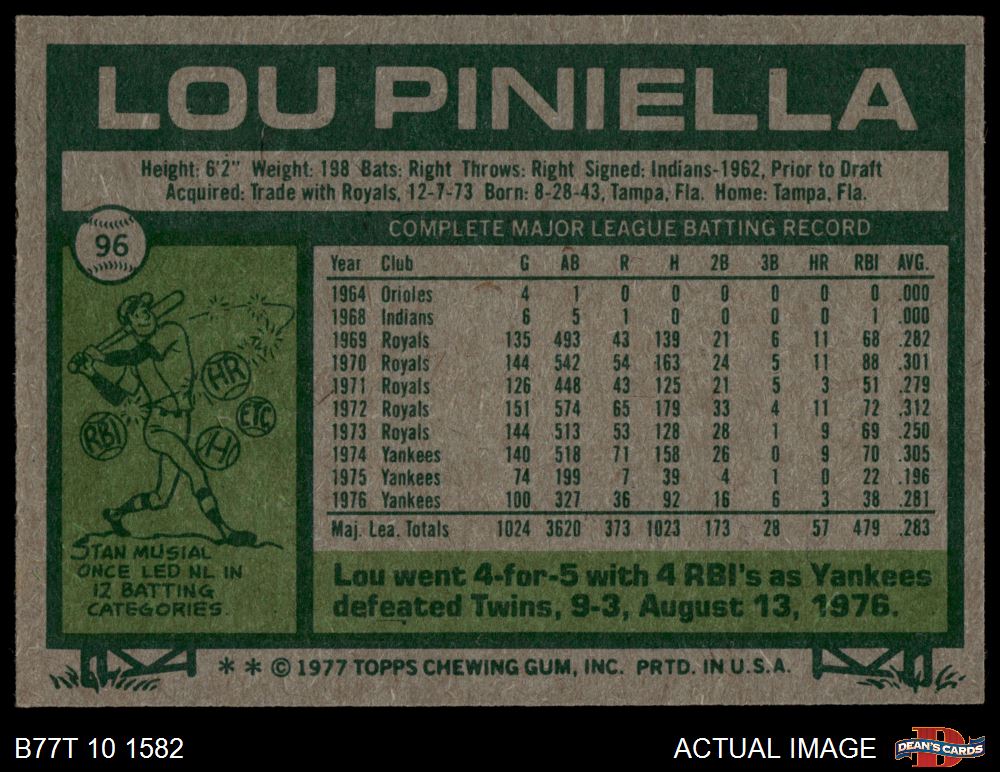 LOU PINIELLA
Height: 6'2" Weight: 198 Bats: Right Throws: Right Signed: Indians-1962, Prior to Draft
Acquired: Trade with Royals, 12-7-73 Born: 8-28-43, Tampa, Fla. Home: Tampa, Fla.
96
COMPLETE MAJOR LEAGUE BATTING RECORD
Year Club G AB R H 2B 3B HR RBI AVG.
1964 Orioles 4 1 0 0 0 0 0 0 .000
1968 Indians 6 5 1 0 0 0 0 1 .000
1969 Royals 135 493 43 139 21 6 11 68 .282
1970 Royals 144 542 54 163 24 5 11 88 .301
1971 Royals 126 448 43 125 21 5 3 51 .279
1972 Royals 151 574 65 179 33 4 11 72 .312
1973 Royals 144 513 53 128 28 1 9 69 .250
1974 Yankees 140 518 71 158 26 0 9 70 .305
1975 Yankees 74 199 7 39 4 1 0 22 .196
1976 Yankees 100 327 36 92 16 6 3 38 .281
Maj. Lea. Totals 1024 3620 373 1023 173 28 57 479 .283
HR
ETC
RBI
H
STAN MUSIAL
ONCE LED NL IN
12 BATTING
CATEGORIES.
Lou went 4-for-5 with 4 RBI's as Yankees
defeated Twins, 9-3, August 13, 1976.
* * © 1977 TOPPS CHEWING GUM, INC. PRTD. IN U.S.A.
B77T 10 1582
ACTUAL IMAGE
D
DEAN'S CARDS